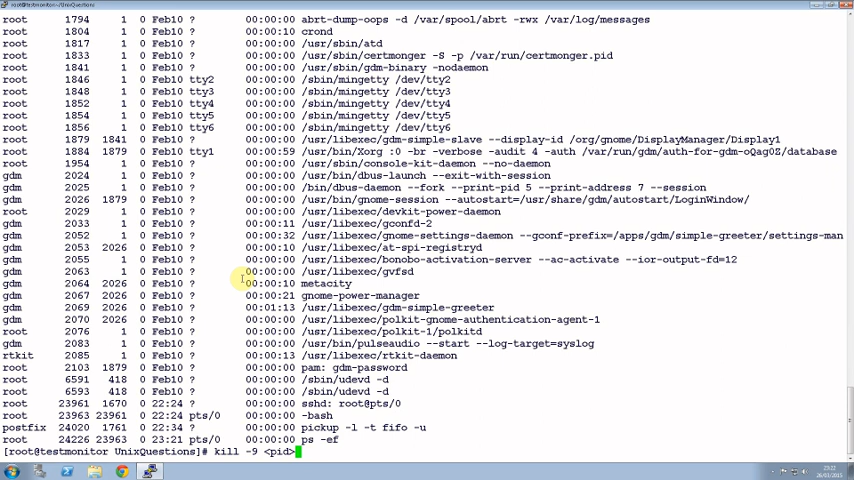 root@testmonitor:~/UnixQuestions
root 1794 1 0 Feb10 ? 00:00:00 abrt-dump-oops -d /var/spool/abrt -rwx /var/log/messages
root 1804 1 0 Feb10 ? 00:00:10 crond
root 1817 1 0 Feb10 ? 00:00:00 /usr/sbin/atd
root 1833 1 0 Feb10 ? 00:00:00 /usr/sbin/certmonger -S -p /var/run/certmonger.pid
root 1841 1 0 Feb10 ? 00:00:00 /usr/sbin/gdm-binary -nodaemon
root 1846 1 0 Feb10 tty2 00:00:00 /sbin/mingetty /dev/tty2
root 1848 1 0 Feb10 tty3 00:00:00 /sbin/mingetty /dev/tty3
root 1852 1 0 Feb10 tty4 00:00:00 /sbin/mingetty /dev/tty4
root 1854 1 0 Feb10 tty5 00:00:00 /sbin/mingetty /dev/tty5
root 1856 1 0 Feb10 tty6 00:00:00 /sbin/mingetty /dev/tty6
root 1879 1841 0 Feb10 ? 00:00:00 /usr/libexec/gdm-simple-slave --display-id /org/gnome/DisplayManager/Display1
root 1884 1879 0 Feb10 tty1 00:00:59 /usr/bin/Xorg :0 -br -verbose -audit 4 -auth /var/run/gdm/auth-for-gdm-oQag0Z/database
root 1954 1 0 Feb10 ? 00:00:00 /usr/sbin/console-kit-daemon --no-daemon
gdm 2024 1 0 Feb10 ? 00:00:00 /usr/bin/dbus-launch --exit-with-session
gdm 2025 1 0 Feb10 ? 00:00:00 /bin/dbus-daemon --fork --print-pid 5 --print-address 7 --session
gdm 2026 1879 0 Feb10 ? 00:00:00 /usr/bin/gnome-session --autostart=/usr/share/gdm/autostart/LoginWindow/
root 2029 1 0 Feb10 ? 00:00:00 /usr/libexec/devkit-power-daemon
gdm 2033 1 0 Feb10 ? 00:00:11 /usr/libexec/gconfd-2
gdm 2052 1 0 Feb10 ? 00:00:32 /usr/libexec/gnome-settings-daemon --gconf-prefix=/apps/gdm/simple-greeter/settings-man
gdm 2053 2026 0 Feb10 ? 00:00:10 /usr/libexec/at-spi-registryd
gdm 2055 1 0 Feb10 ? 00:00:00 /usr/libexec/bonobo-activation-server --ac-activate --ior-output-fd=12
gdm 2063 1 0 Feb10 ? 00:00:00 /usr/libexec/gvfsd
gdm 2064 2026 0 Feb10 ? 00:00:10 metacity
gdm 2067 2026 0 Feb10 ? 00:00:21 gnome-power-manager
gdm 2069 2026 0 Feb10 ? 00:01:13 /usr/libexec/gdm-simple-greeter
gdm 2070 2026 0 Feb10 ? 00:00:00 /usr/libexec/polkit-gnome-authentication-agent-1
root 2076 1 0 Feb10 ? 00:00:00 /usr/libexec/polkit-1/polkitd
gdm 2083 1 0 Feb10 ? 00:00:00 /usr/bin/pulseaudio --start --log-target=syslog
rtkit 2085 1 0 Feb10 ? 00:00:13 /usr/libexec/rtkit-daemon
root 2103 1879 0 Feb10 ? 00:00:00 pam: gdm-password
root 6591 418 0 Feb10 ? 00:00:00 /sbin/udevd -d
root 6593 418 0 Feb10 ? 00:00:00 /sbin/udevd -d
root 23961 1670 0 22:24 ? 00:00:00 sshd: root@pts/0
root 23963 23961 0 22:24 pts/0 00:00:00 -bash
postfix 24020 1761 0 22:34 ? 00:00:00 pickup -l -t fifo -u
root 24226 23963 0 23:21 pts/0 00:00:00 ps -ef
[root@testmonitor UnixQuestions]# kill -9 <pid>
23:22
26/03/2015